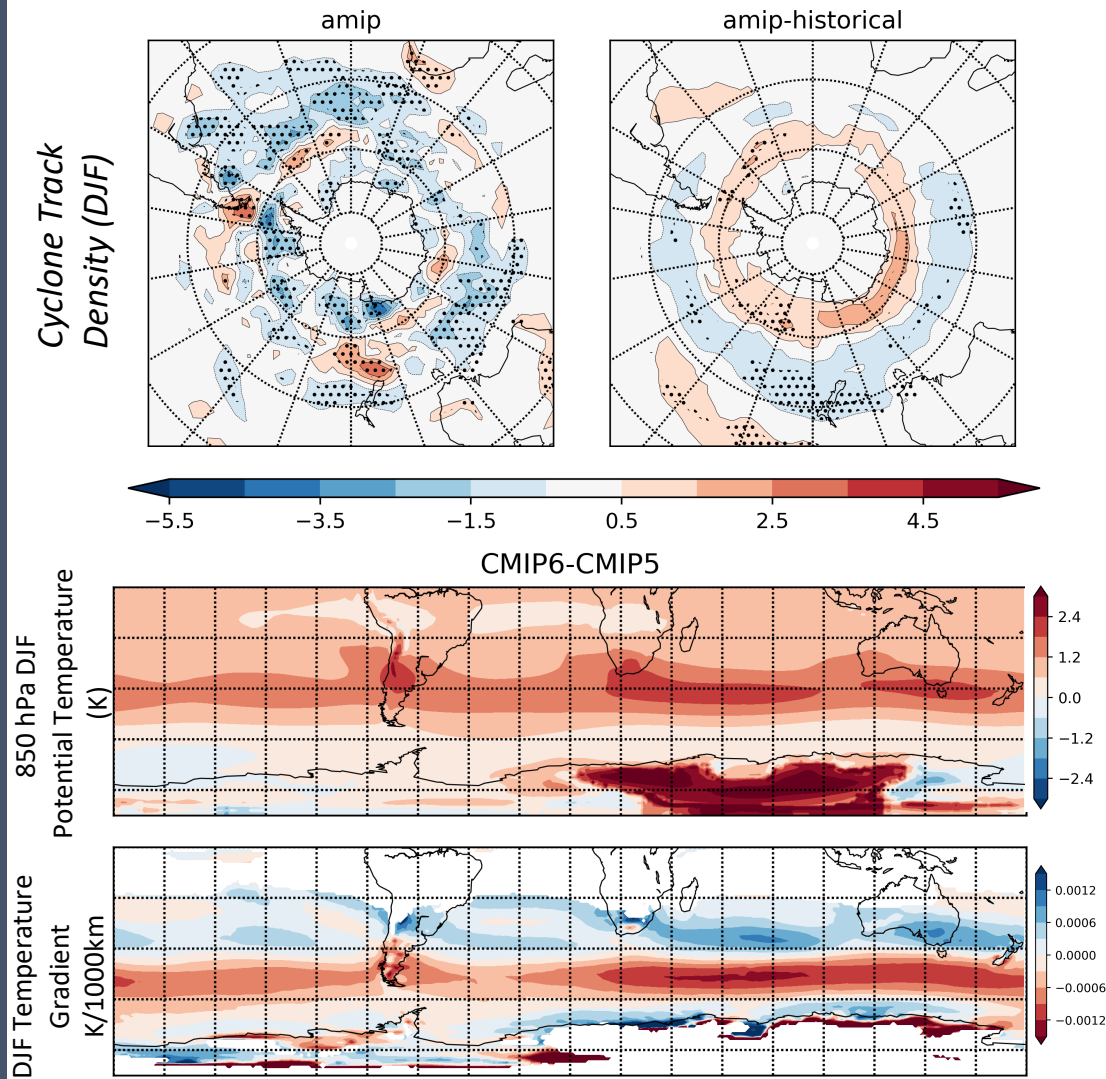 amip
amip-historical
Cyclone Track
Density (DJF)
−5.5
−3.5
−1.5
0.5
2.5
4.5
CMIP6-CMIP5
850 hPa DJF
Potential Temperature
(K)
2.4
1.2
0.0
−1.2
−2.4
DJF Temperature
Gradient
K/1000km
0.0012
0.0006
0.0000
−0.0006
−0.0012